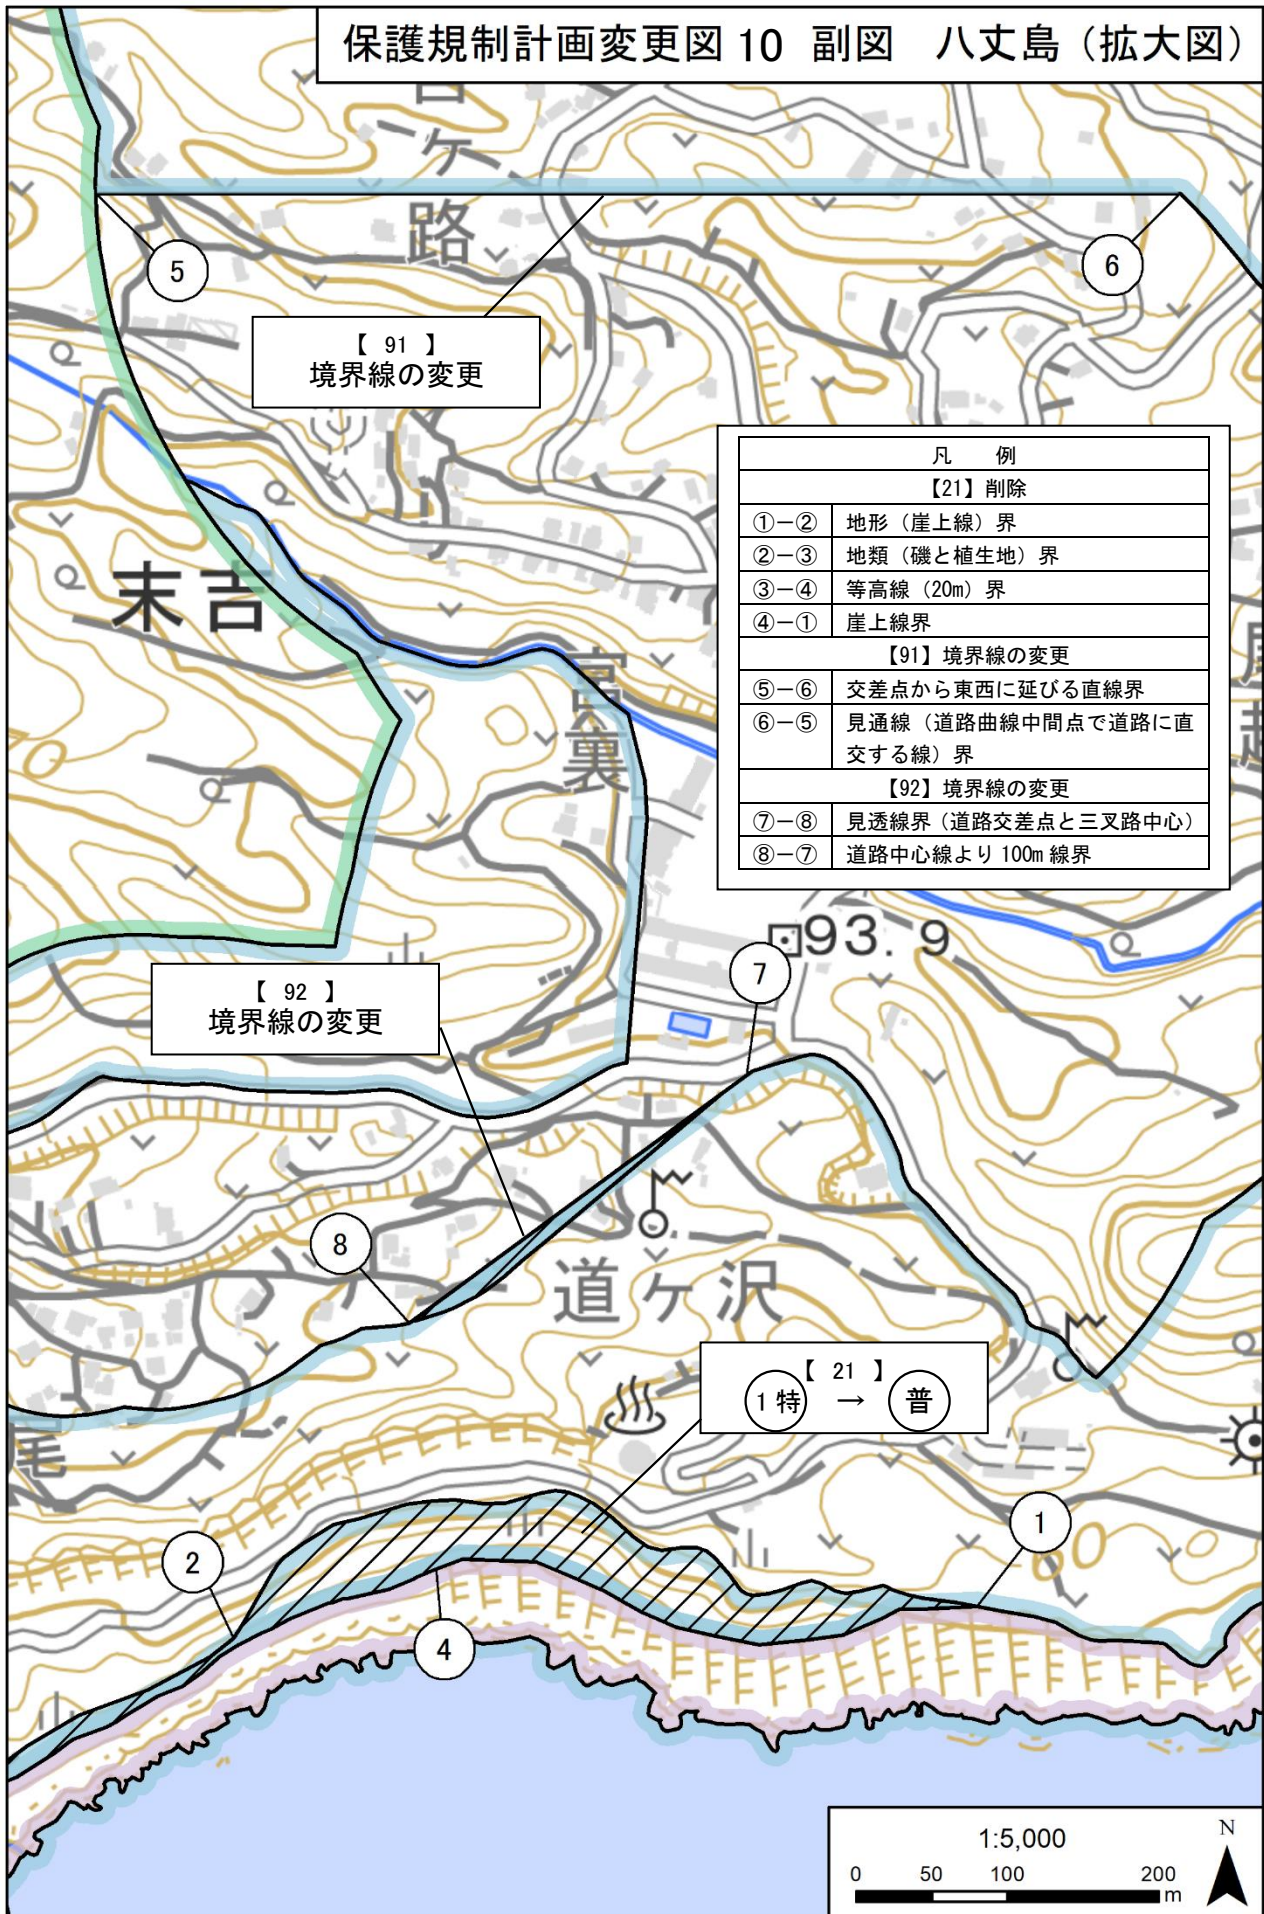 保護規制計画変更図 10 副図 八丈島（拡大図）
ケ
路
5
6
【 91 】
境界線の変更
凡 例
【21】削除
①－② 地形（崖上線）界
②－③ 地類（磯と植生地）界
③－④ 等高線（20m）界
④－① 崖上線界
【91】境界線の変更
⑤－⑥ 交差点から東西に延びる直線界
⑥－⑤ 見通線（道路曲線中間点で道路に直
交する線）界
【92】境界線の変更
⑦－⑧ 見透線界（道路交差点と三叉路中心）
⑧－⑦ 道路中心線より 100m 線界
末吉
宮裏
93.9
7
【 92 】
境界線の変更
8
道ヶ沢
【 21 】
1特 → 普
尾
1
60
2
4
1:5,000
N
0 50 100 200
m